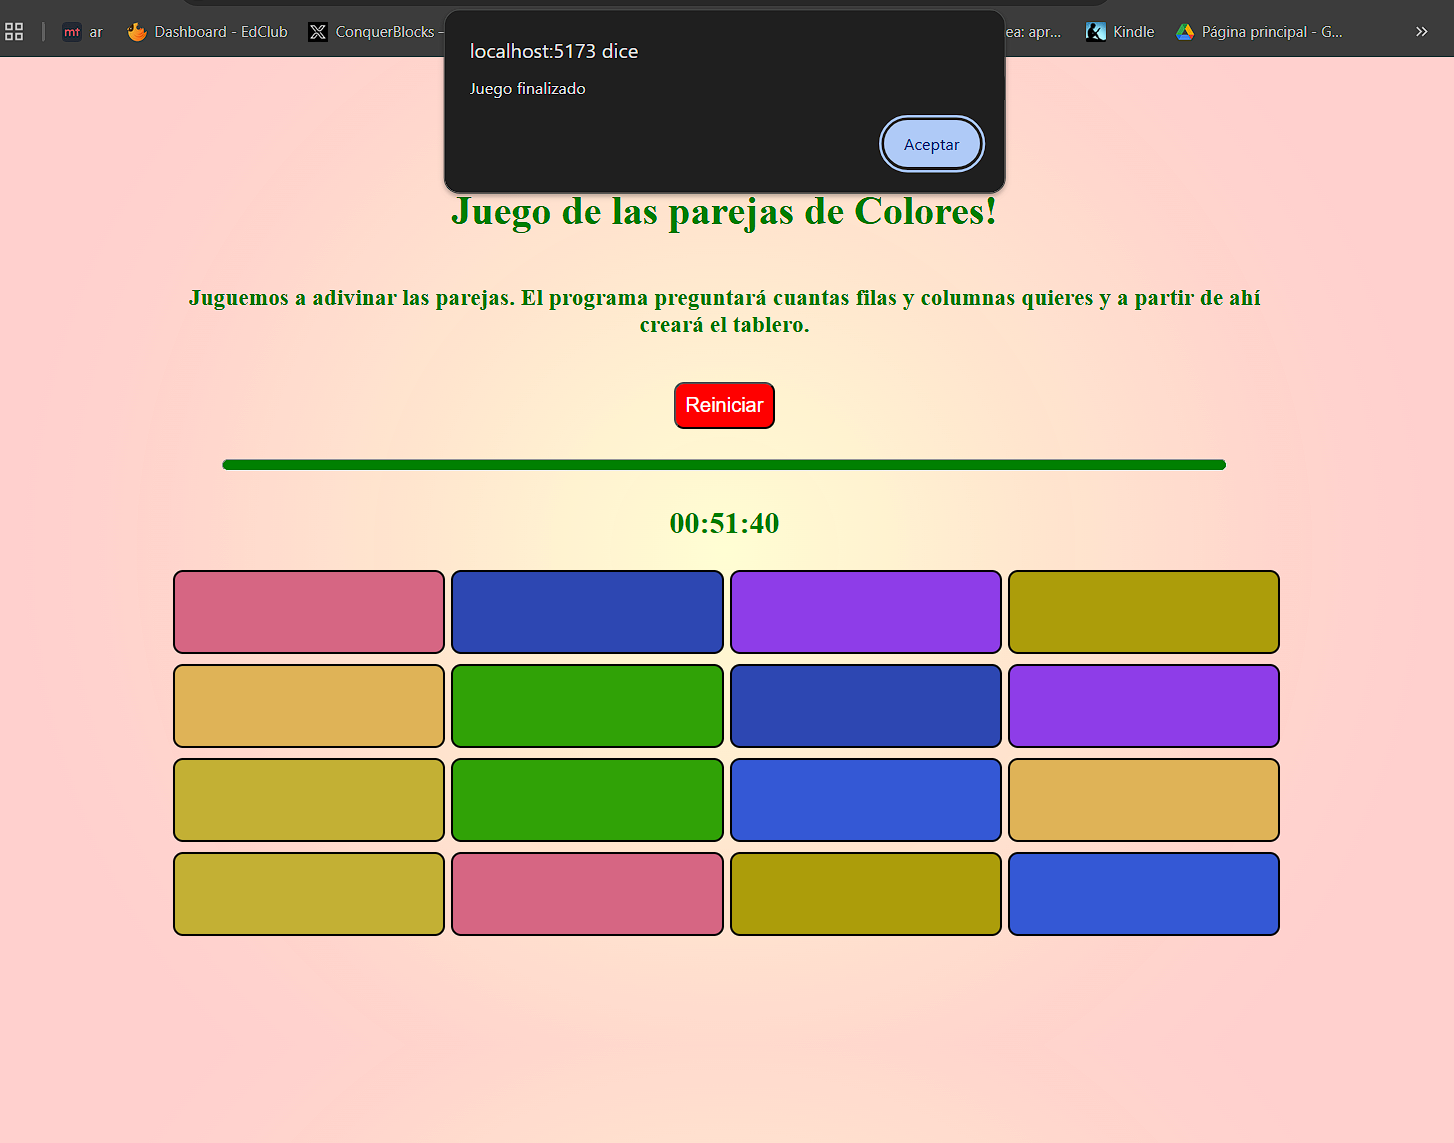 mt ar Dashboard - EdClub ConquerBlocks - ea: apr... Kindle Página principal - G...
localhost:5173 dice
Juego finalizado
Aceptar
Juego de las parejas de Colores!
Juguemos a adivinar las parejas. El programa preguntará cuantas filas y columnas quieres y a partir de ahí
creará el tablero.
Reiniciar
00:51:40